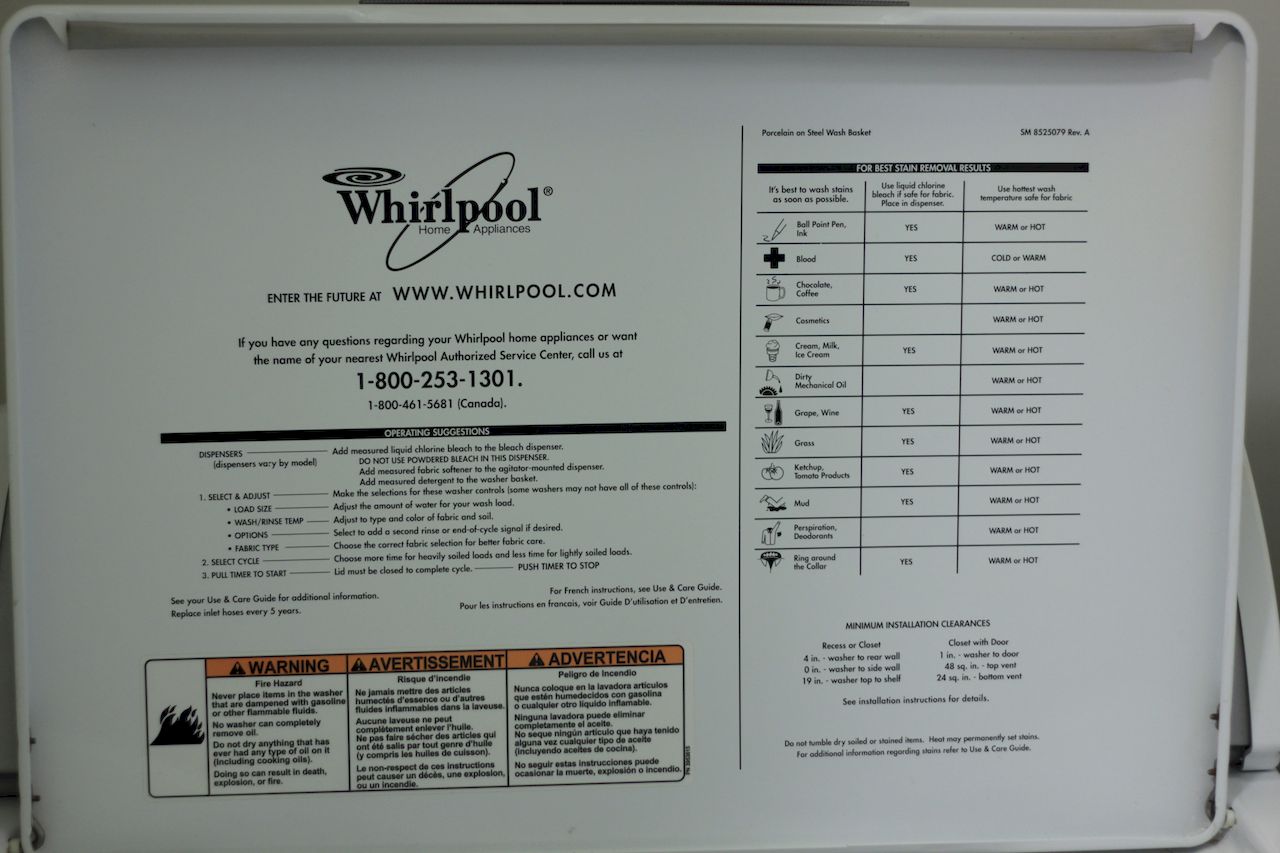 Whirlpool®
Home Appliances
ENTER THE FUTURE AT WWW.WHIRLPOOL.COM
If you have any questions regarding your Whirlpool home appliances or want
the name of your nearest Whirlpool Authorized Service Center, call us at
1-800-253-1301.
1-800-461-5681 (Canada).
OPERATING SUGGESTIONS
DISPENSERS Add measured liquid chlorine bleach to the bleach dispenser.
(dispensers vary by model) DO NOT USE POWDERED BLEACH IN THIS DISPENSER.
Add measured fabric softener to the agitator-mounted dispenser.
Add measured detergent to the washer basket.
1. SELECT & ADJUST Make the selections for these washer controls (some washers may not have all of these controls):
• LOAD SIZE Adjust the amount of water for your wash load.
• WASH/RINSE TEMP Adjust to type and color of fabric and soil.
• OPTIONS Select to add a second rinse or end-of-cycle signal if desired.
• FABRIC TYPE Choose the correct fabric selection for better fabric care.
2. SELECT CYCLE Choose more time for heavily soiled loads and less time for lightly soiled loads.
3. PULL TIMER TO START Lid must be closed to complete cycle. PUSH TIMER TO STOP
See your Use & Care Guide for additional information.
Replace inlet hoses every 5 years.
For French instructions, see Use & Care Guide.
Pour les instructions en francais, voir Guide D'utilisation et D'entretien.
WARNING
Fire Hazard
Never place items in the washer
that are dampened with gasoline
or other flammable fluids.
No washer can completely
remove oil.
Do not dry anything that has
ever had any type of oil on it
(including cooking oils).
Doing so can result in death,
explosion, or fire.
AVERTISSEMENT
Risque d'incendie
Ne jamais mettre des articles
humectés d'essence ou d'autres
fluides inflammables dans la laveuse.
Aucune laveuse ne peut
complètement enlever l'huile.
Ne pas faire sécher des articles qui
ont été salis par tout genre d'huile
(y compris les huiles de cuisson).
Le non-respect de ces instructions
peut causer un décès, une explosion,
ou un incendie.
ADVERTENCIA
Peligro de Incendio
Nunca coloque en la lavadora artículos
que estén humedecidos con gasolina
o cualquier otro líquido inflamable.
Ninguna lavadora puede eliminar
completamente el aceite.
No seque ningún artículo que haya tenido
alguna vez cualquier tipo de aceite
(incluyendo aceites de cocina).
No seguir estas instrucciones puede
ocasionar la muerte, explosión o incendio.
Porcelain on Steel Wash Basket SM 8525079 Rev. A
FOR BEST STAIN REMOVAL RESULTS
It's best to wash stains
as soon as possible.
Use liquid chlorine
bleach if safe for fabric.
Place in dispenser.
Use hottest wash
temperature safe for fabric
Ball Point Pen,
Ink YES WARM or HOT
Blood YES COLD or WARM
Chocolate,
Coffee YES WARM or HOT
Cosmetics WARM or HOT
Cream, Milk,
Ice Cream YES WARM or HOT
Dirty
Mechanical Oil WARM or HOT
Grape, Wine YES WARM or HOT
Grass YES WARM or HOT
Ketchup,
Tomato Products YES WARM or HOT
Mud YES WARM or HOT
Perspiration,
Deodorants WARM or HOT
Ring around
the Collar YES WARM or HOT
MINIMUM INSTALLATION CLEARANCES
Recess or Closet
4 in. - washer to rear wall
0 in. - washer to side wall
19 in. - washer top to shelf
Closet with Door
1 in. - washer to door
48 sq. in. - top vent
24 sq. in. - bottom vent
See installation instructions for details.
Do not tumble dry soiled or stained items. Heat may permanently set stains.
For additional information regarding stains refer to Use & Care Guide.